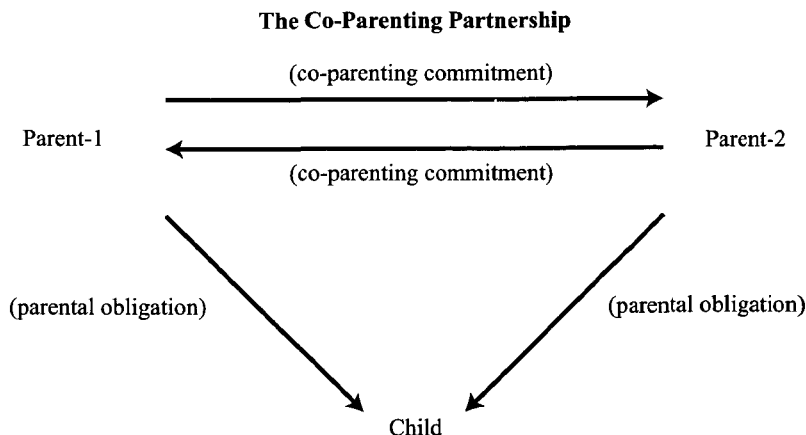 The Co-Parenting Partnership
(co-parenting commitment)
Parent-1
Parent-2
(co-parenting commitment)
(parental obligation)
(parental obligation)
Child